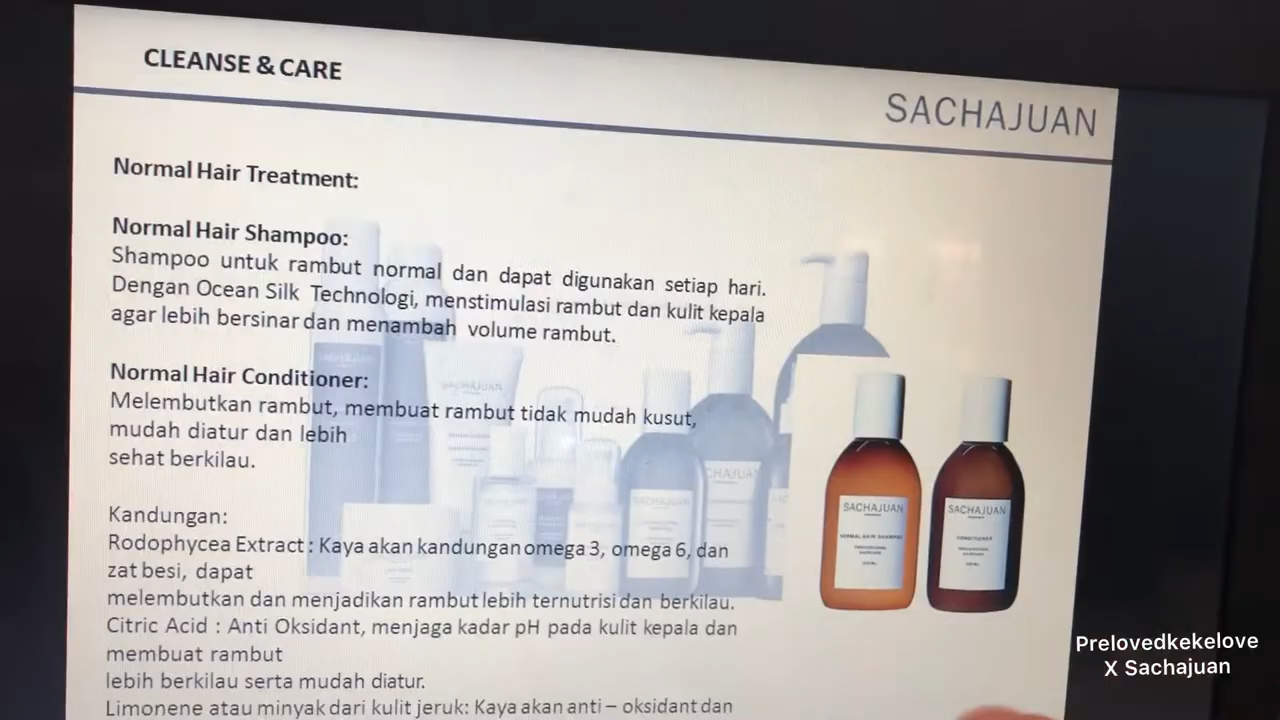 CLEANSE & CARE
SACHAJUAN
Normal Hair Treatment:
Normal Hair Shampoo:
Shampoo untuk rambut normal dan dapat digunakan setiap hari.
Dengan Ocean Silk Technologi, menstimulasi rambut dan kulit kepala
agar lebih bersinar dan menambah volume rambut.
Normal Hair Conditioner:
Melembutkan rambut, membuat rambut tidak mudah kusut,
mudah diatur dan lebih
sehat berkilau.
Kandungan:
Rodophycea Extract : Kaya akan kandungan omega 3, omega 6, dan
zat besi, dapat
melembutkan dan menjadikan rambut lebih ternutrisi dan berkilau.
Citric Acid : Anti Oksidant, menjaga kadar pH pada kulit kepala dan
membuat rambut
lebih berkilau serta mudah diatur.
Limonene atau minyak dari kulit jeruk: Kaya akan anti – oksidant dan
SACHAJUAN
NORMAL HAIR SHAMPOO
SACHAJUAN
CONDITIONER
SACHAJUAN
Prelovedkekelove
X Sachajuan